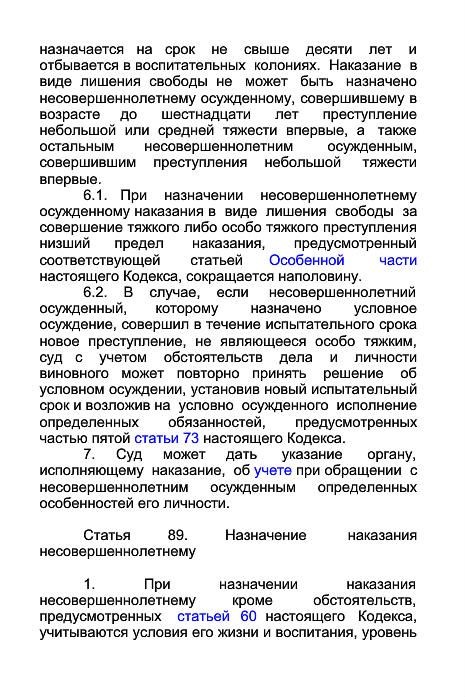 назначается на срок не свыше десяти лет и
отбывается в воспитательных колониях. Наказание в
виде лишения свободы не может быть назначено
несовершеннолетнему осужденному, совершившему в
возрасте до шестнадцати лет преступление
небольшой или средней тяжести впервые, а также
остальным несовершеннолетним осужденным,
совершившим преступления небольшой тяжести
впервые.
6.1. При назначении несовершеннолетнему
осужденному наказания в виде лишения свободы за
совершение тяжкого либо особо тяжкого преступления
низший предел наказания, предусмотренный
соответствующей статьей Особенной части
настоящего Кодекса, сокращается наполовину.
6.2. В случае, если несовершеннолетний
осужденный, которому назначено условное
осуждение, совершил в течение испытательного срока
новое преступление, не являющееся особо тяжким,
суд с учетом обстоятельств дела и личности
виновного может повторно принять решение об
условном осуждении, установив новый испытательный
срок и возложив на условно осужденного исполнение
определенных обязанностей, предусмотренных
частью пятой статьи 73 настоящего Кодекса.
7. Суд может дать указание органу,
исполняющему наказание, об учете при обращении с
несовершеннолетним осужденным определенных
особенностей его личности.
Статья 89. Назначение наказания
несовершеннолетнему
1. При назначении наказания
несовершеннолетнему кроме обстоятельств,
предусмотренных статьей 60 настоящего Кодекса,
учитываются условия его жизни и воспитания, уровень